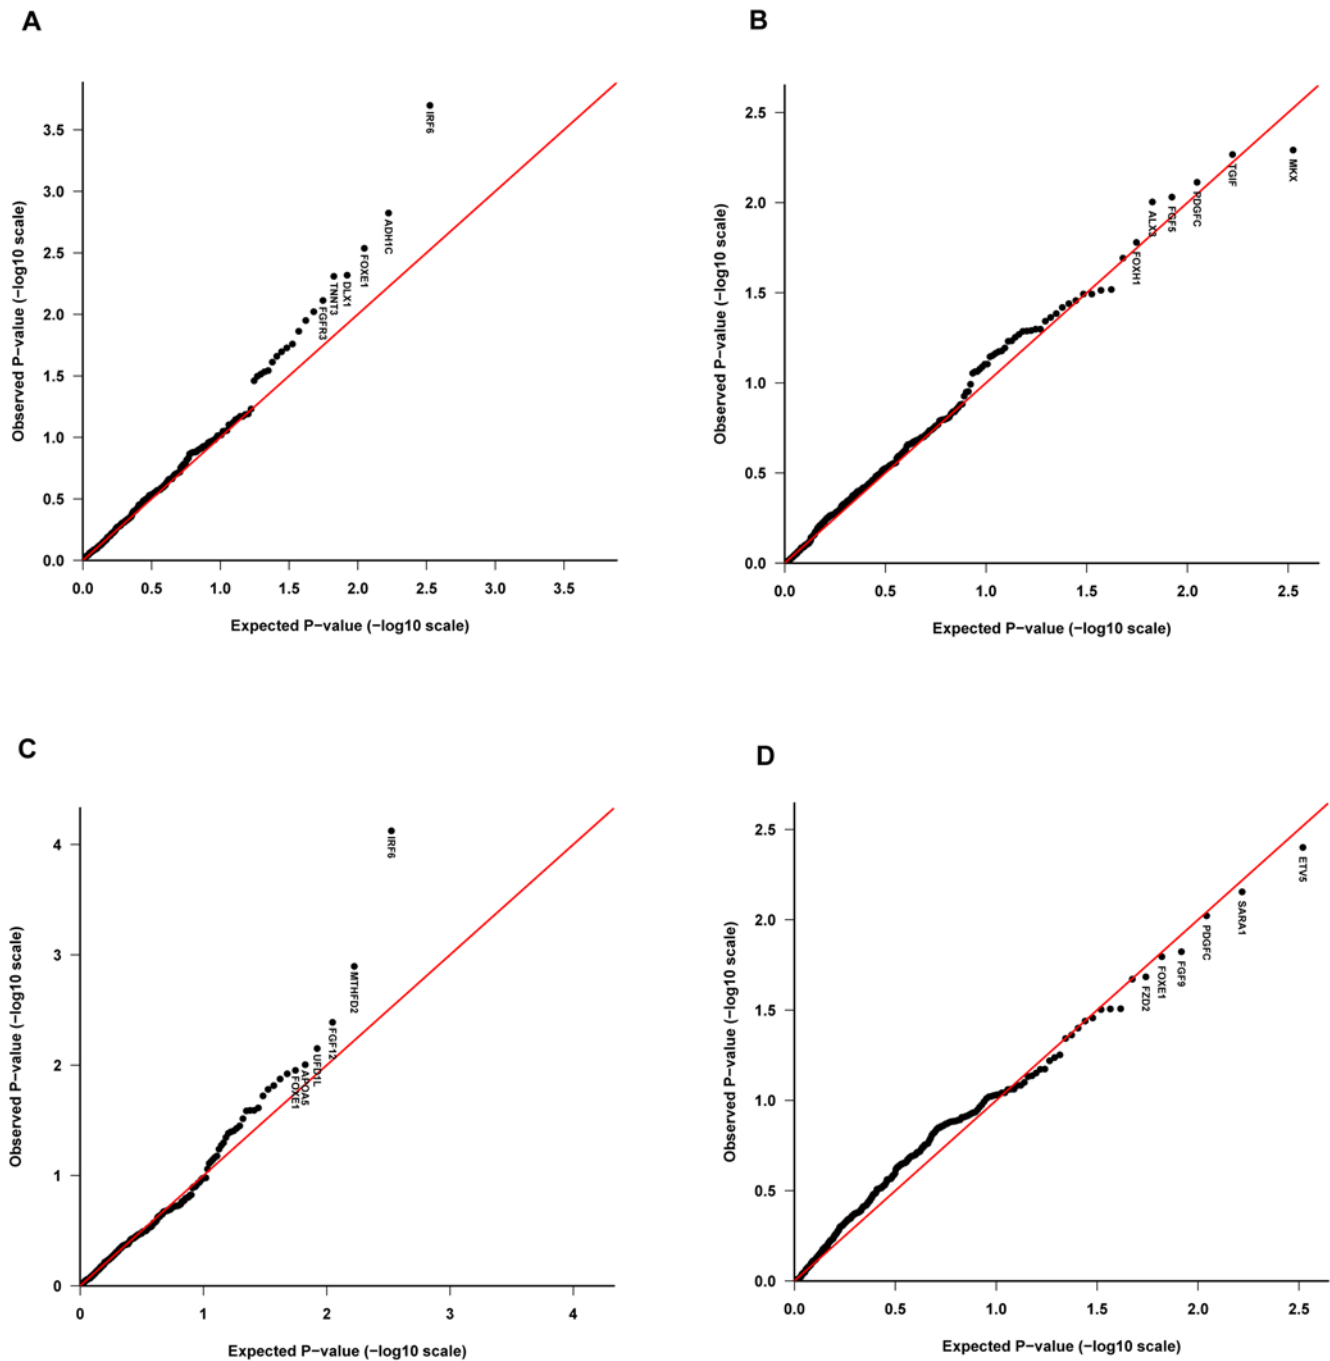 A
Observed P−value (−log10 scale)
3.5
3.0
2.5
2.0
1.5
1.0
0.5
0.0
IRF6
ADH1C
FOXE1
DLX1
TNNT3
FGFR3
0.0 0.5 1.0 1.5 2.0 2.5 3.0 3.5
Expected P−value (−log10 scale)
B
Observed P−value (−log10 scale)
2.5
2.0
1.5
1.0
0.5
0.0
MKX
TGIF
PDGFC
FGF5
ALX3
FOXH1
0.0 0.5 1.0 1.5 2.0 2.5
Expected P−value (−log10 scale)
C
Observed P−value (−log10 scale)
4
3
2
1
0
IRF6
MTHFD2
FGF12
UFD1L
APOA5
FOXE1
0 1 2 3 4
Expected P−value (−log10 scale)
D
Observed P−value (−log10 scale)
2.5
2.0
1.5
1.0
0.5
0.0
ETV5
SARA1
PDGFC
FGF9
FOXE1
FZD2
0.0 0.5 1.0 1.5 2.0 2.5
Expected P−value (−log10 scale)